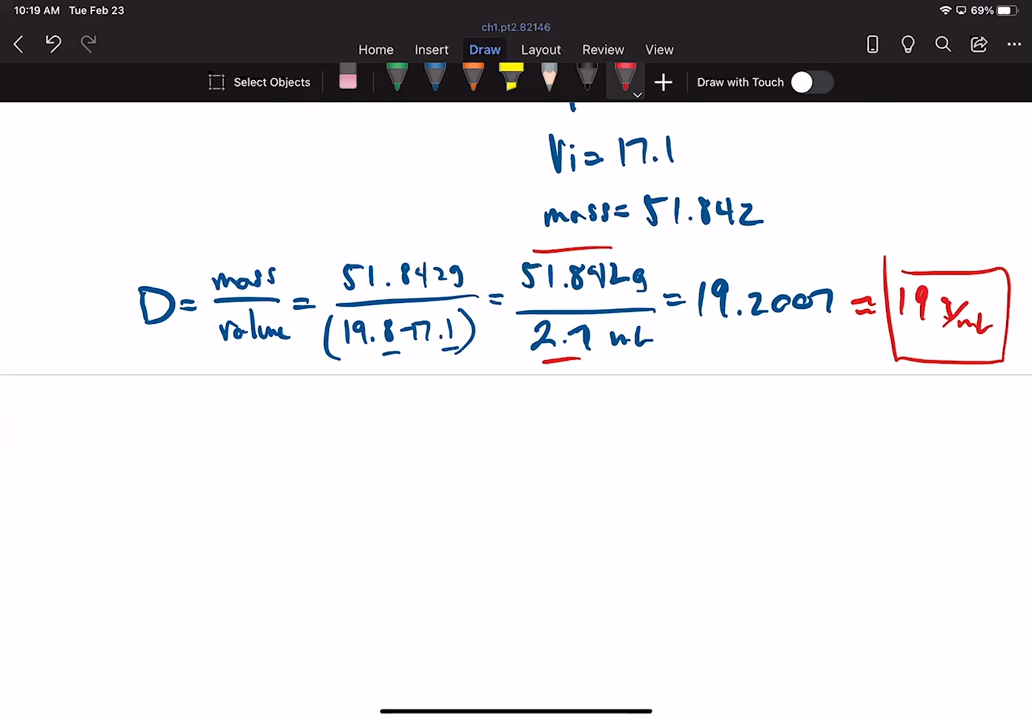 10:19 AM Tue Feb 23 69%
ch1.pt2.82146
Home Insert Draw Layout Review View
Select Objects Draw with Touch
Vi = 17.1
mass = 51.842
D = mass/volume = 51.842g/(19.8-17.1) = 51.842g/2.7 mL = 19.2007 ≈ 19 g/mL